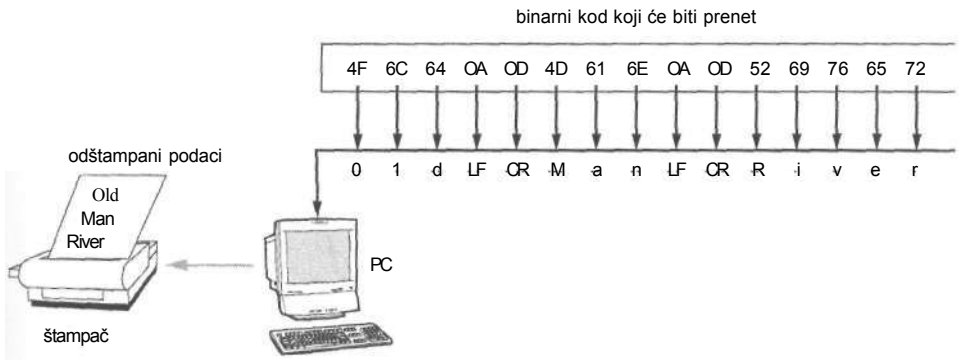 binarni kod koji će biti prenet
4F 6C 64 OA OD 4D 61 6E OA OD 52 69 76 65 72
0 1 d LF CR M a n LF CR R i v e r
odštampani podaci
Old
Man
River
PC
štampač